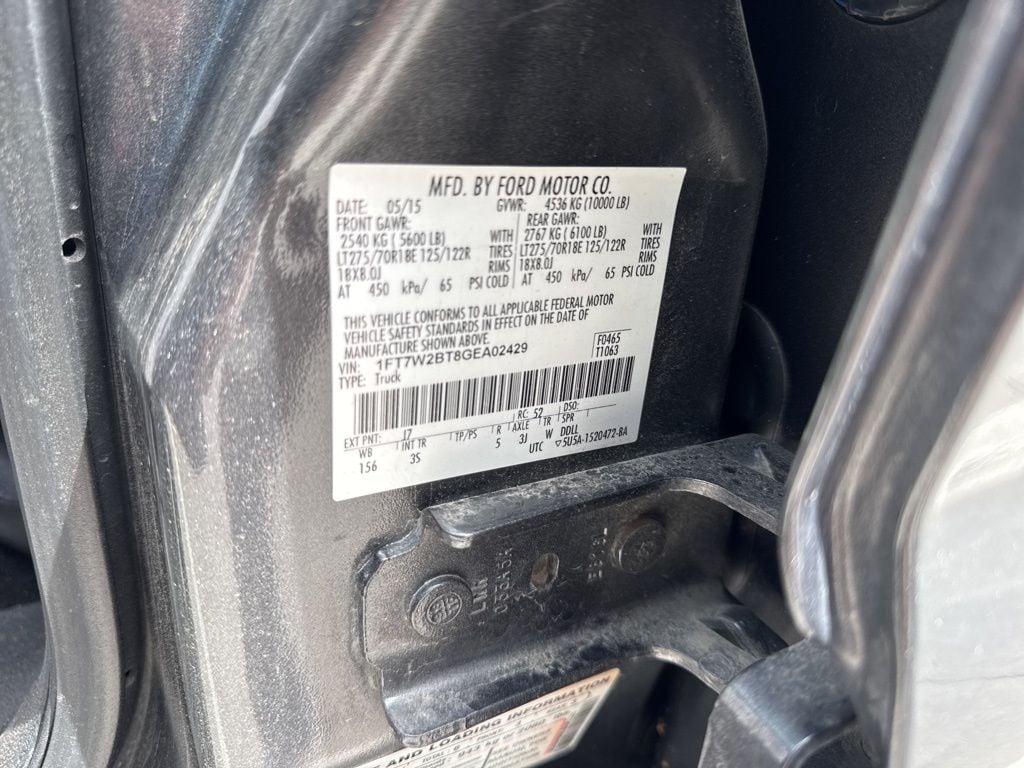 MFD. BY FORD MOTOR CO.
DATE: 05/15 GVWR: 4536 KG (10000 LB)
FRONT GAWR: REAR GAWR:
2540 KG ( 5600 LB) WITH 2767 KG ( 6100 LB) WITH
LT275/70R18E 125/122R TIRES LT275/70R18E 125/122R TIRES
18X8.0J RIMS 18X8.0J RIMS
AT 450 kPa/ 65 PSI COLD AT 450 kPa/ 65 PSI COLD
THIS VEHICLE CONFORMS TO ALL APPLICABLE FEDERAL MOTOR
VEHICLE SAFETY STANDARDS IN EFFECT ON THE DATE OF
MANUFACTURE SHOWN ABOVE.
VIN: 1FT7W2BT8GEA02429 F0465
TYPE: Truck T1063
EXT PNT: J7 RC: 52 DSO:
WB INT TR TP/PS R AXLE TR SPR
156 3S 5 3J W DDLL
UTC ▽5U5A-1520472-BA
LMR
AND LOADING INFORMATION